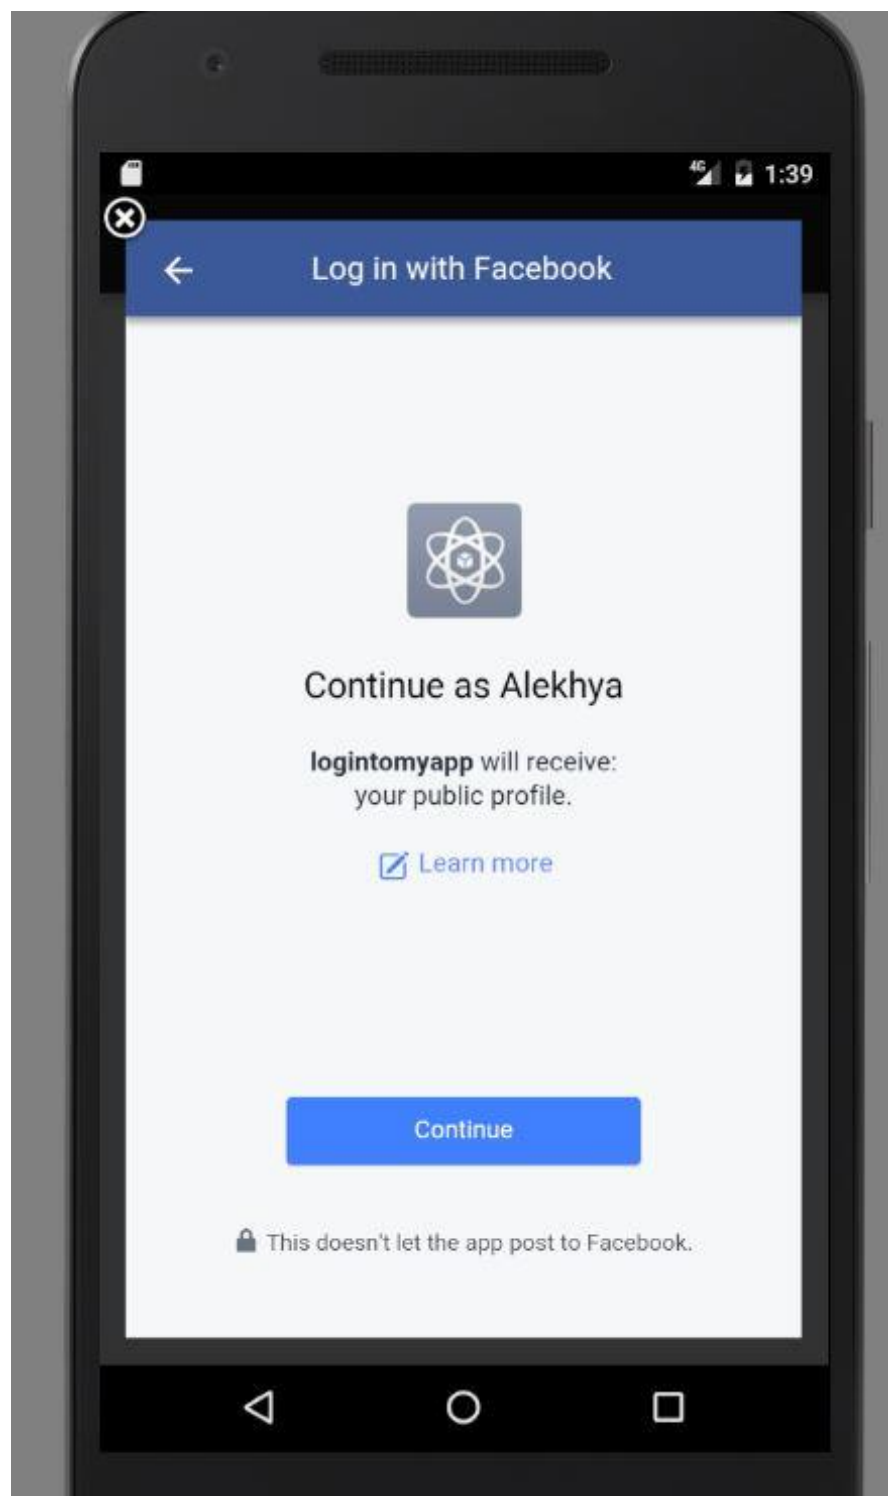 4G 1:39
Log in with Facebook
Continue as Alekhya
logintomyapp will receive:
your public profile.
Learn more
Continue
This doesn't let the app post to Facebook.